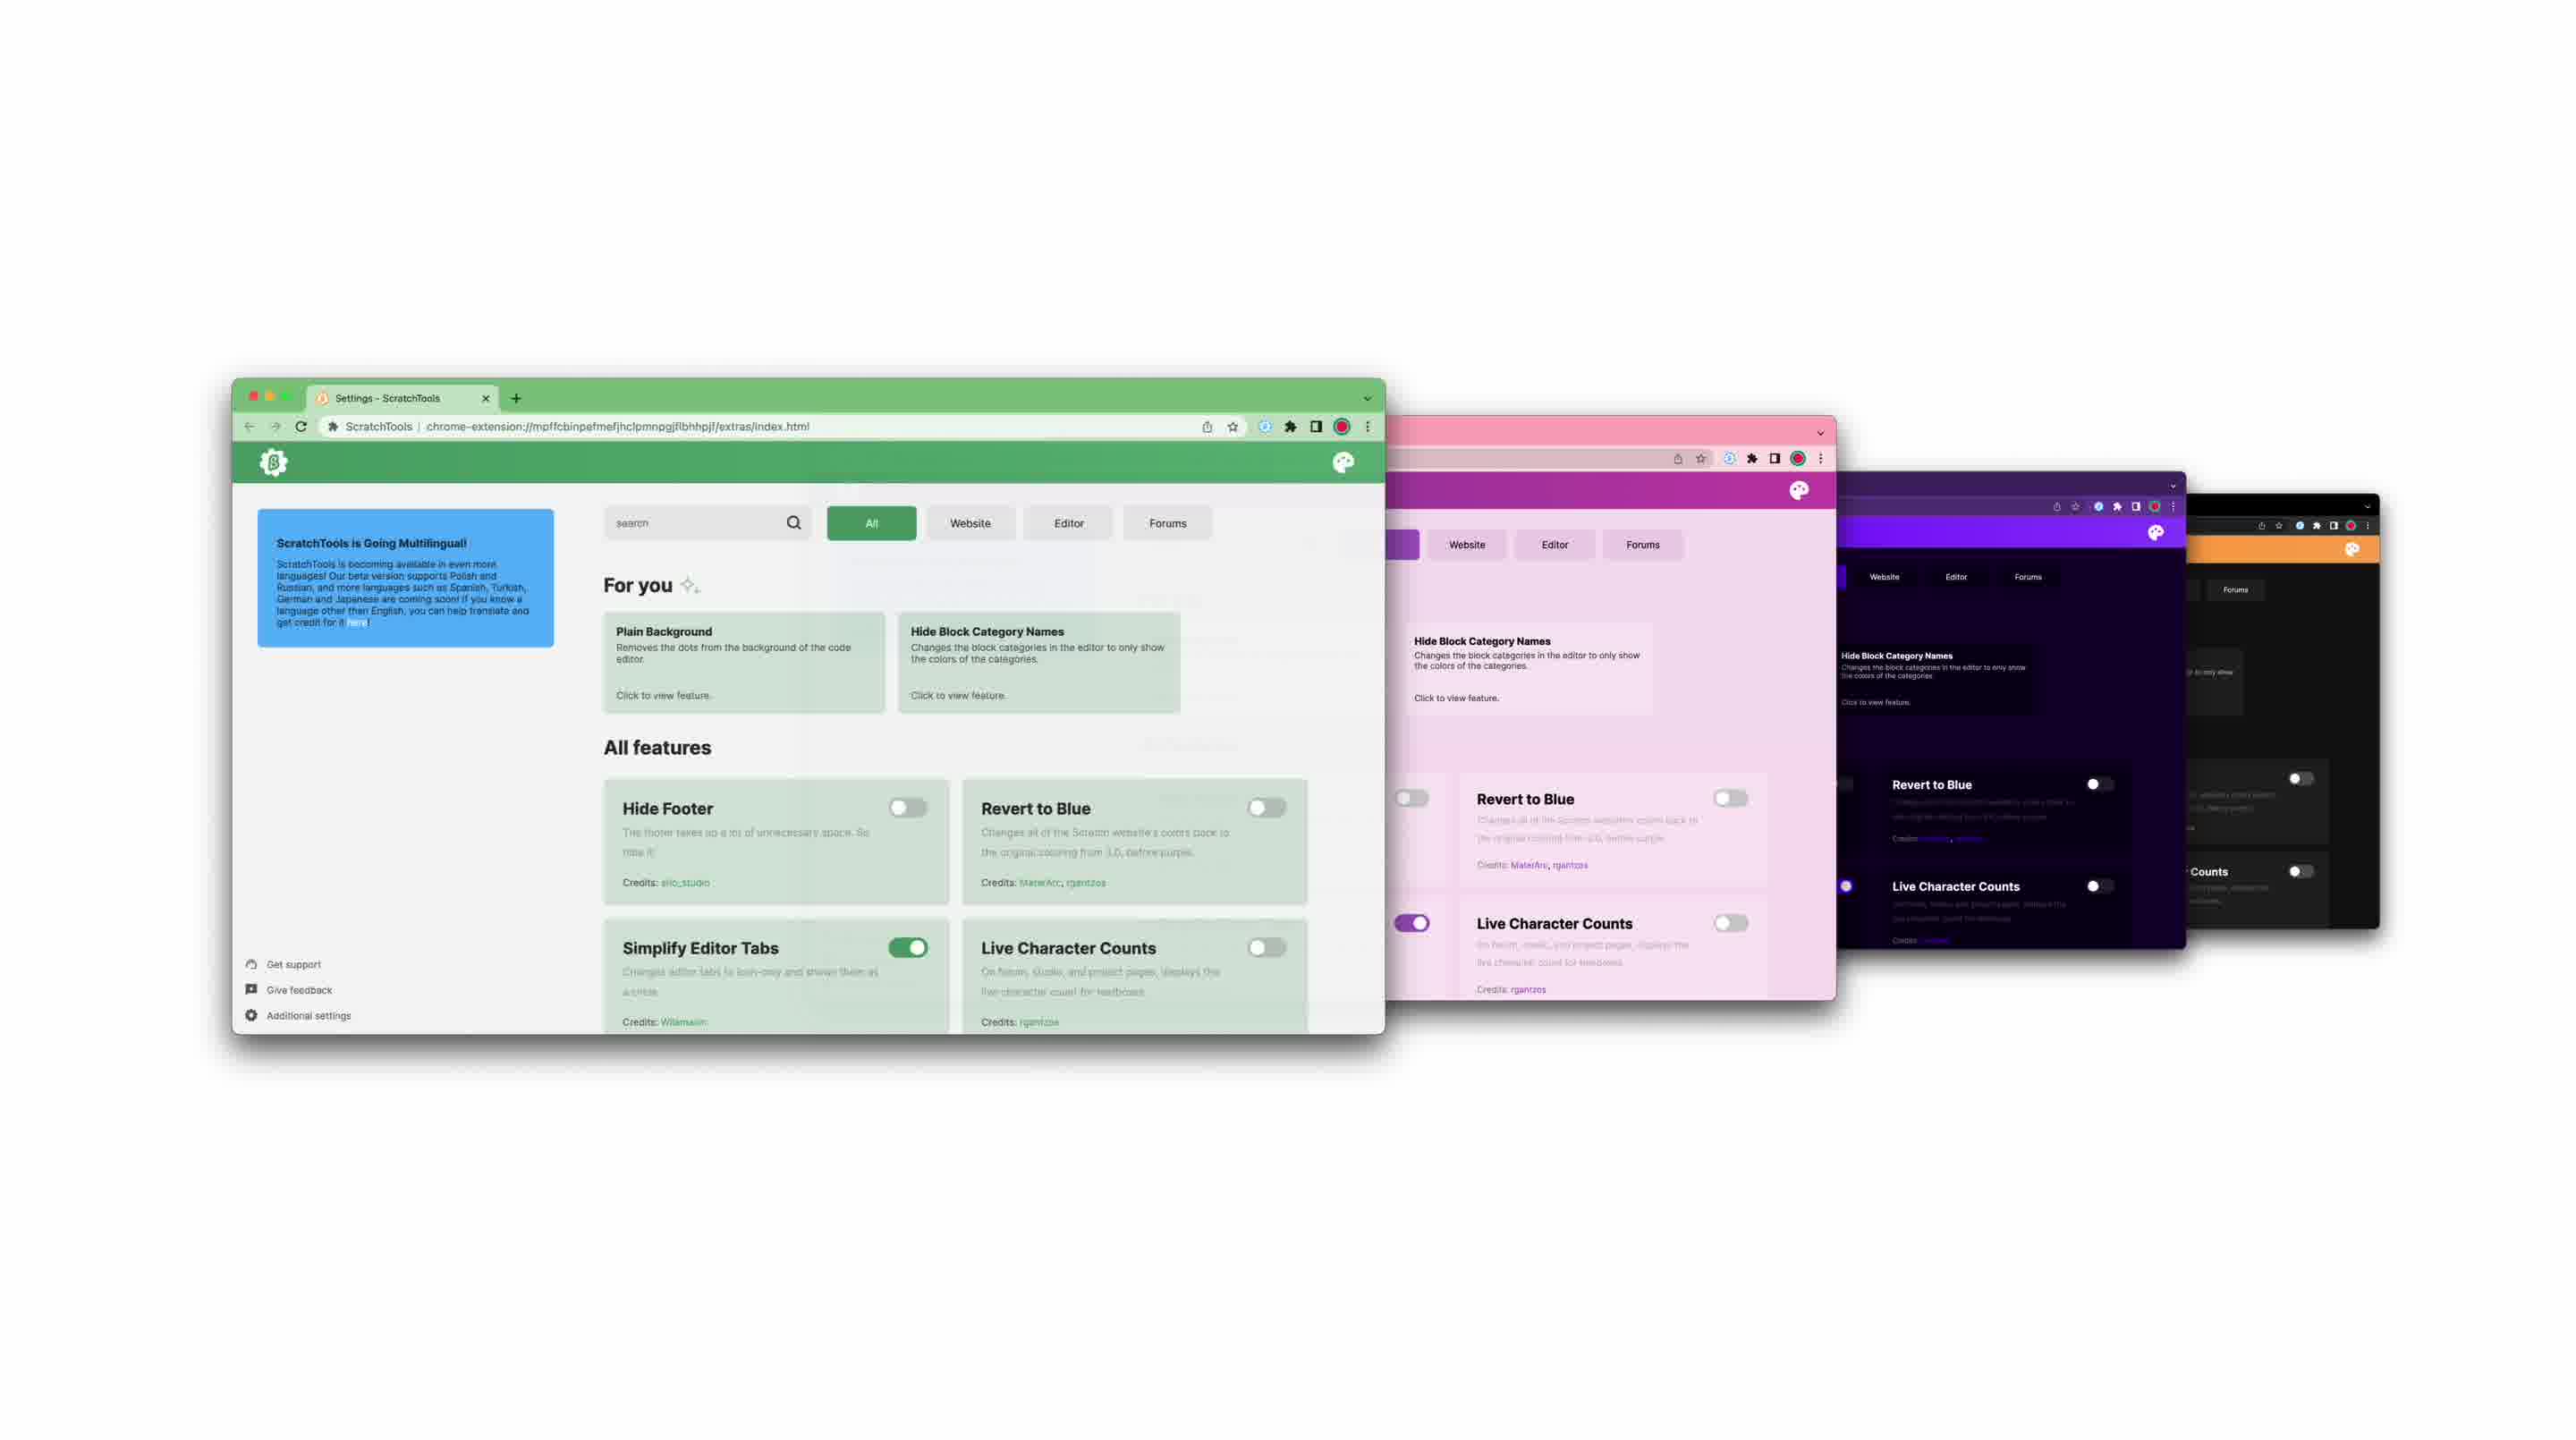 Settings - ScratchTools
ScratchTools | chrome-extension://mpffcbinpefmefjhclpmnpgjflbhhpjf/extras/index.html
search
All
Website
Editor
Forums
ScratchTools is Going Multilingual!
ScratchTools is becoming available in even more
languages! Our beta version supports Polish and
Russian, and more languages such as Spanish, Turkish,
German and Japanese are coming soon! If you know a
language other than English, you can help translate and
get credit for it here!
For you
Plain Background
Removes the dots from the background of the code
editor.
Click to view feature.
Hide Block Category Names
Changes the block categories in the editor to only show
the colors of the categories.
Click to view feature.
All features
Hide Footer
The footer takes up a lot of unnecessary space. So
hide it!
Credits:
Revert to Blue
Changes all of the Scratch website's colors back to
the original coloring from 3.0, before purple.
Credits: MaterArc, rgantzos
Simplify Editor Tabs
Changes editor tabs to icon-only and shows them as
a circle.
Credits:
Live Character Counts
On forum, studio, and project pages, displays the
live character count for textboxes.
Credits: rgantzos
Get support
Give feedback
Additional settings
Website
Editor
Forums
Hide Block Category Names
Changes the block categories in the editor to only show
the colors of the categories.
Click to view feature.
Revert to Blue
Changes all of the Scratch website's colors back to
the original coloring from 3.0, before purple.
Credits: MaterArc, rgantzos
Live Character Counts
On forum, studio, and project pages, displays the
live character count for textboxes.
Credits: rgantzos
Website
Editor
Forums
Hide Block Category Names
Changes the block categories in the editor to only show
the colors of the categories.
Click to view feature.
Revert to Blue
Credits:
Live Character Counts
Credits:
Forums
to only show
Counts